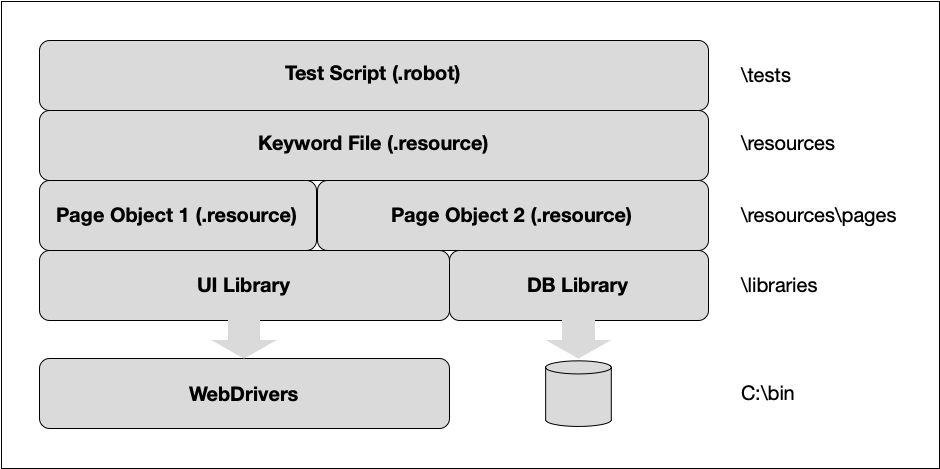 Test Script (.robot) \tests
Keyword File (.resource) \resources
Page Object 1 (.resource) Page Object 2 (.resource) \resources\pages
UI Library DB Library \libraries
WebDrivers C:\bin